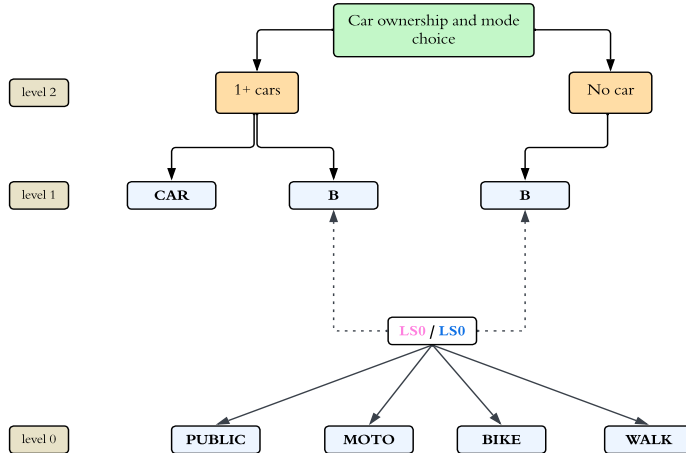 Car ownership and mode
choice
level 2
1+ cars
No car
level 1
CAR
B
B
LS0 / LS0
level 0
PUBLIC
MOTO
BIKE
WALK